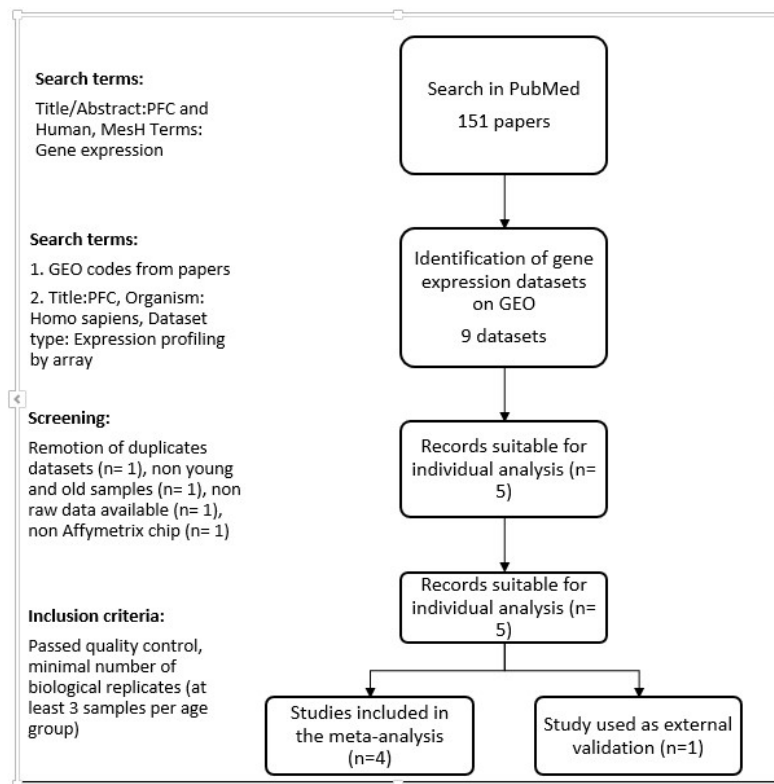 Search terms:
Title/Abstract:PFC and
Human, MesH Terms:
Gene expression
Search in PubMed
151 papers
Search terms:
1. GEO codes from papers
2. Title:PFC, Organism:
Homo sapiens, Dataset
type: Expression profiling
by array
Identification of gene
expression datasets
on GEO
9 datasets
Screening:
Remotion of duplicates
datasets (n= 1), non young
and old samples (n= 1), non
raw data available (n= 1),
non Affymetrix chip (n= 1)
Records suitable for
individual analysis (n=
5)
Inclusion criteria:
Passed quality control,
minimal number of
biological replicates (at
least 3 samples per age
group)
Records suitable for
individual analysis (n=
5)
Studies included in
the meta-analysis
(n=4)
Study used as external
validation (n=1)